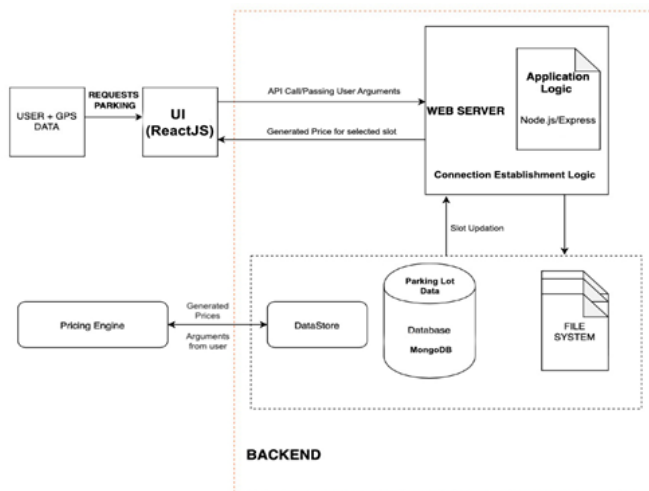 USER + GPS
DATA
REQUESTS
PARKING
UI
(ReactJS)
API Call/Passing User Arguments
Generated Price for selected slot
WEB SERVER
Application
Logic
Node.js/Express
Connection Establishment Logic
Slot Updation
Pricing Engine
Generated
Prices
Arguments
from user
DataStore
Parking Lot
Data
Database
MongoDB
FILE
SYSTEM
BACKEND